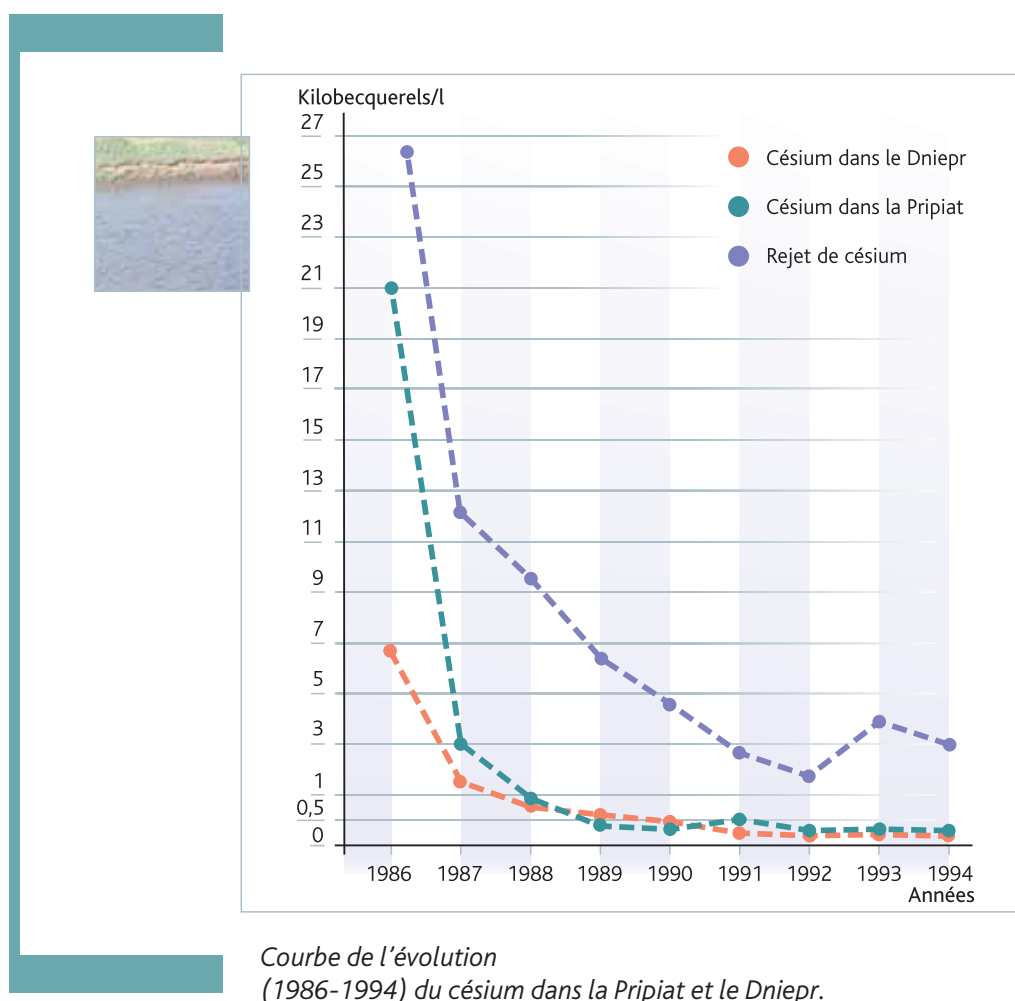 Kilobecquerels/l
27
25
23
21
19
17
15
13
11
9
7
5
3
1
0,5
0
Césium dans le Dniepr
Césium dans la Pripiat
Rejet de césium
1986 1987 1988 1989 1990 1991 1992 1993 1994
Années
Courbe de l'évolution
(1986-1994) du césium dans la Pripiat et le Dniepr.